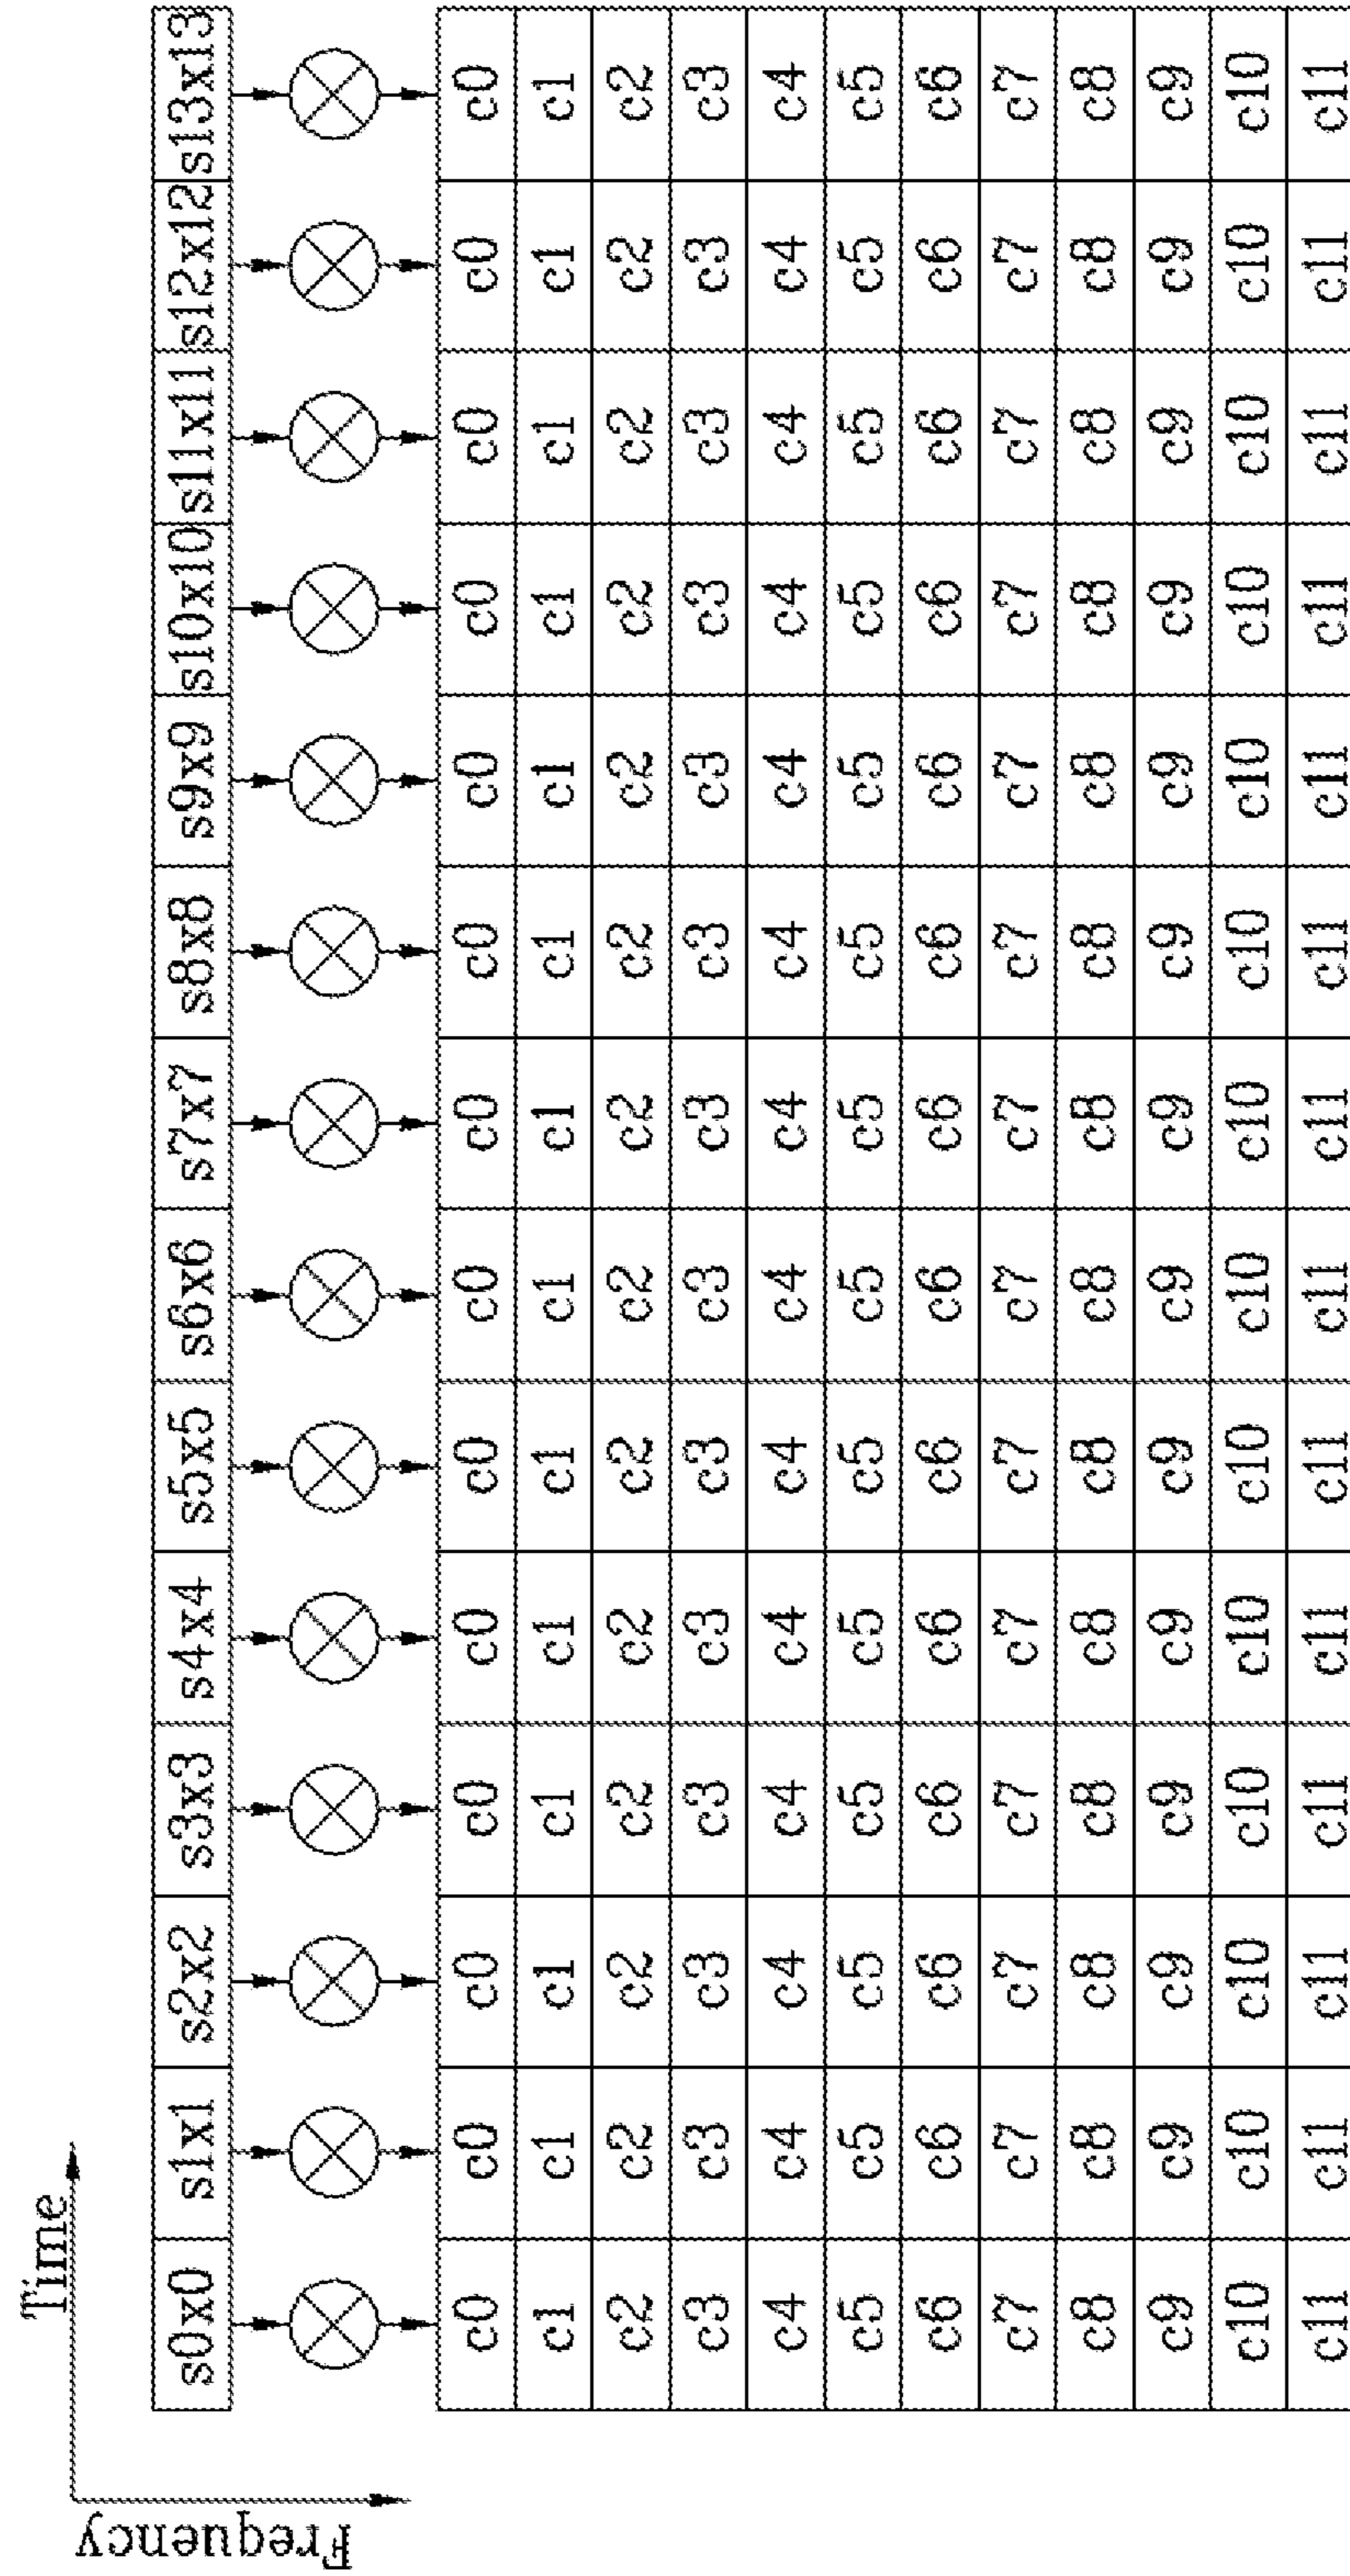 Time
Frequency
s0x0 s1x1 s2x2 s3x3 s4x4 s5x5 s6x6 s7x7 s8x8 s9x9 s10x10 s11x11 s12x12 s13x13
c0 c0 c0 c0 c0 c0 c0 c0 c0 c0 c0 c0 c0 c0
c1 c1 c1 c1 c1 c1 c1 c1 c1 c1 c1 c1 c1 c1
c2 c2 c2 c2 c2 c2 c2 c2 c2 c2 c2 c2 c2 c2
c3 c3 c3 c3 c3 c3 c3 c3 c3 c3 c3 c3 c3 c3
c4 c4 c4 c4 c4 c4 c4 c4 c4 c4 c4 c4 c4 c4
c5 c5 c5 c5 c5 c5 c5 c5 c5 c5 c5 c5 c5 c5
c6 c6 c6 c6 c6 c6 c6 c6 c6 c6 c6 c6 c6 c6
c7 c7 c7 c7 c7 c7 c7 c7 c7 c7 c7 c7 c7 c7
c8 c8 c8 c8 c8 c8 c8 c8 c8 c8 c8 c8 c8 c8
c9 c9 c9 c9 c9 c9 c9 c9 c9 c9 c9 c9 c9 c9
c10 c10 c10 c10 c10 c10 c10 c10 c10 c10 c10 c10 c10 c10
c11 c11 c11 c11 c11 c11 c11 c11 c11 c11 c11 c11 c11 c11